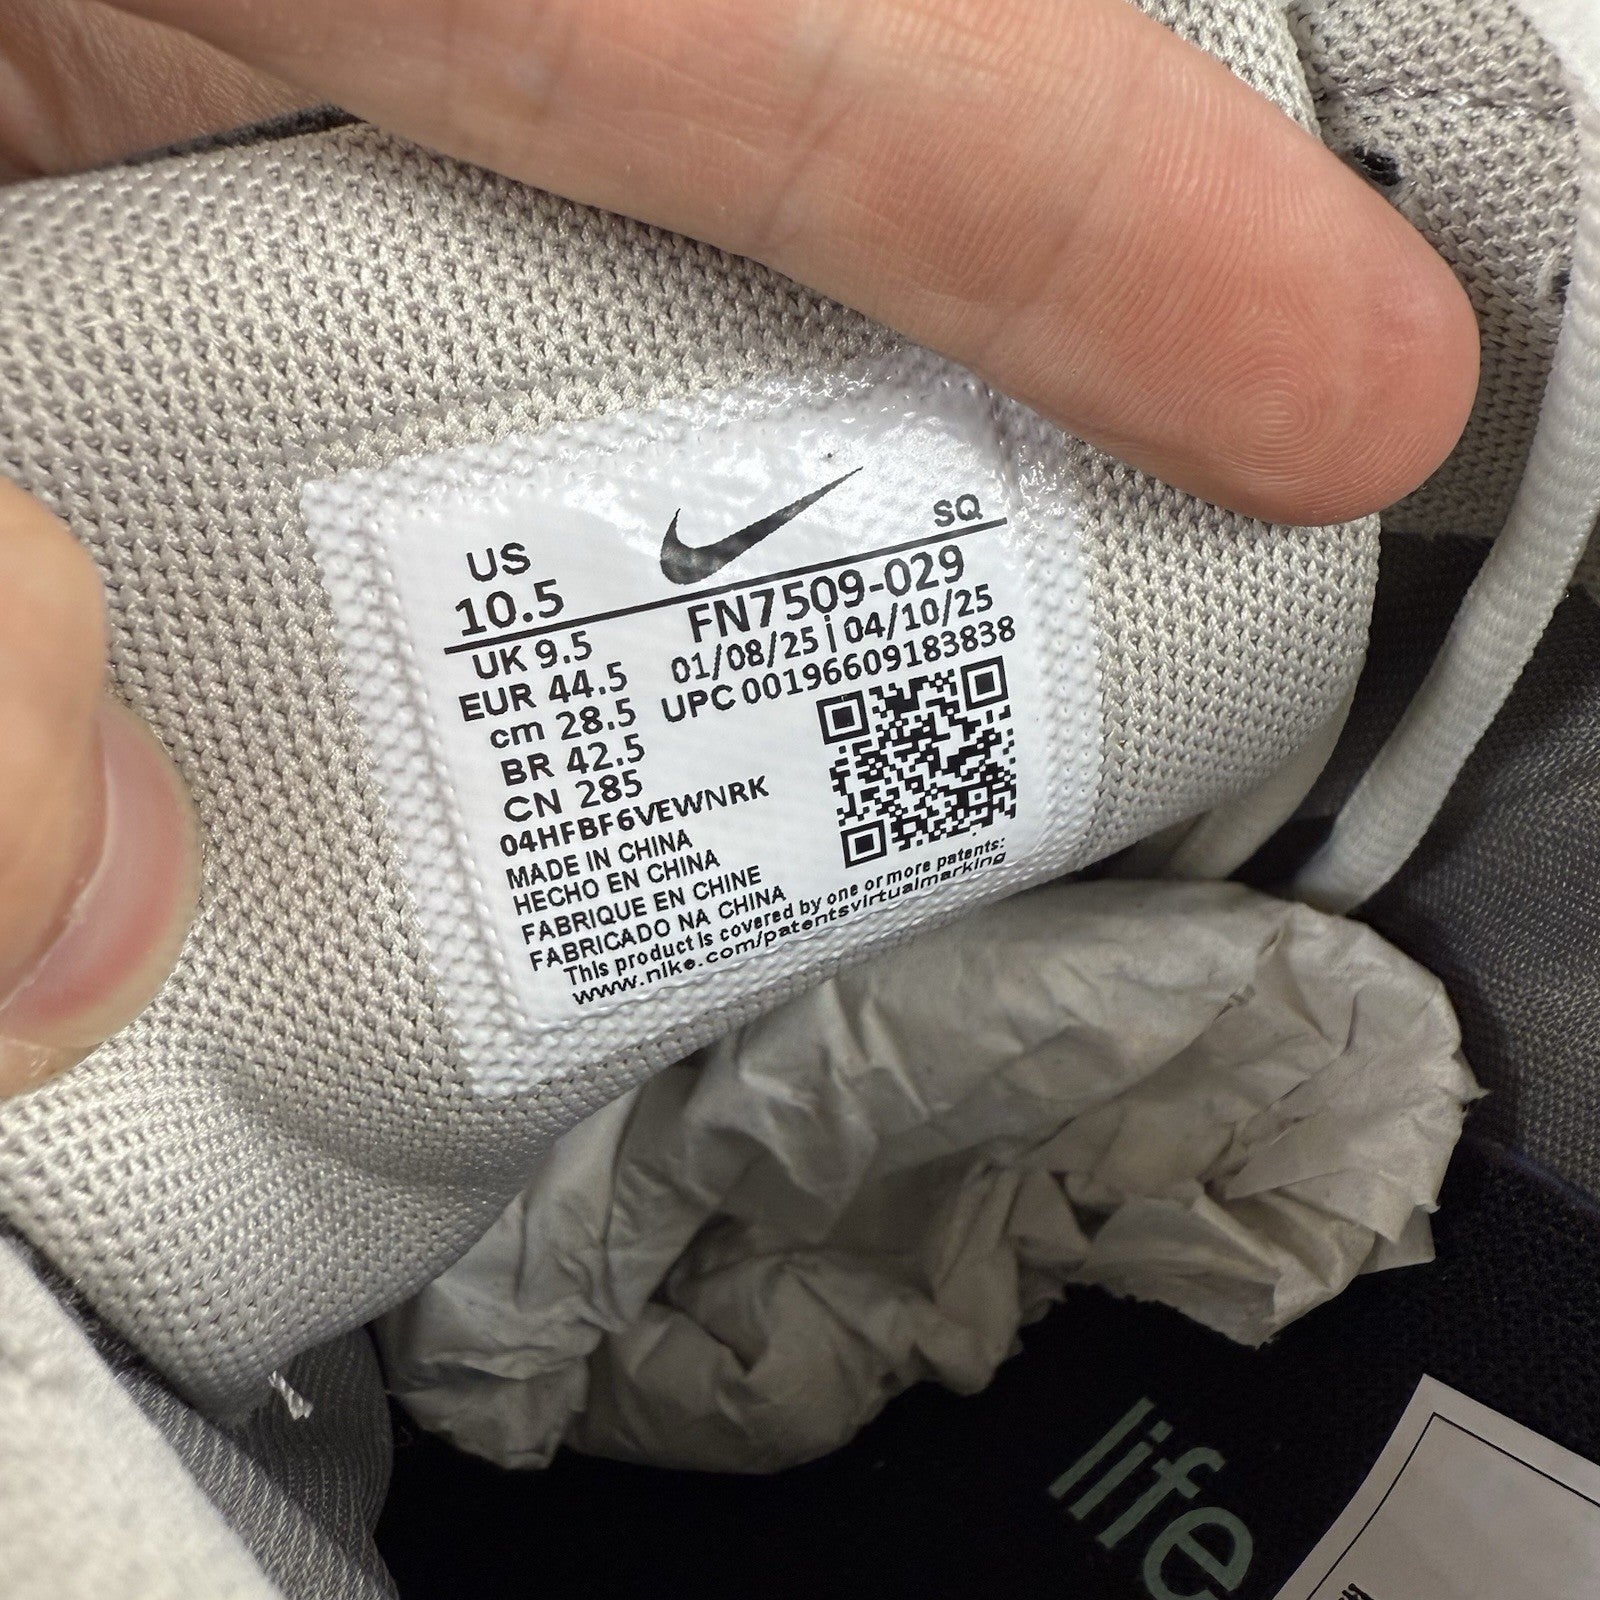 US
10.5
SQ
UK 9.5
EUR 44.5
cm 28.5
BR 42.5
CN 285
FN7509-029
01/08/25 | 04/10/25
UPC 00196609183838
04HFBF6VEWNRK
MADE IN CHINA
HECHO EN CHINA
FABRIQUE EN CHINE
FABRICADO NA CHINA
This product is covered by one or more patents:
www.nike.com/patentsvirtualmarking
life